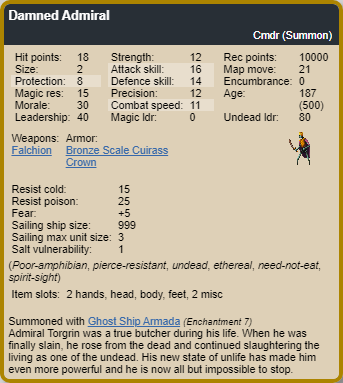 Damned Admiral
Cmdr (Summon)
Hit points: 18 Strength: 12 Rec points: 10000
Size: 2 Attack skill: 16 Map move: 21
Protection: 8 Defence skill: 14 Encumbrance: 0
Magic res: 15 Precision: 12 Age: 187
Morale: 30 Combat speed: 11 (500)
Leadership: 40 Magic ldr: 0 Undead ldr: 80
Weapons: Armor:
Falchion Bronze Scale Cuirass
Crown
Resist cold: 15
Resist poison: 25
Fear: +5
Sailing ship size: 999
Sailing max unit size: 3
Salt vulnerability: 1
(Poor-amphibian, pierce-resistant, undead, ethereal, need-not-eat,
spirit-sight)
Item slots: 2 hands, head, body, feet, 2 misc
Summoned with Ghost Ship Armada (Enchantment 7)
Admiral Torgrin was a true butcher during his life. When he was
finally slain, he rose from the dead and continued slaughtering the
living as one of the undead. His new state of unlife has made him
even more powerful and he is now all but impossible to stop.